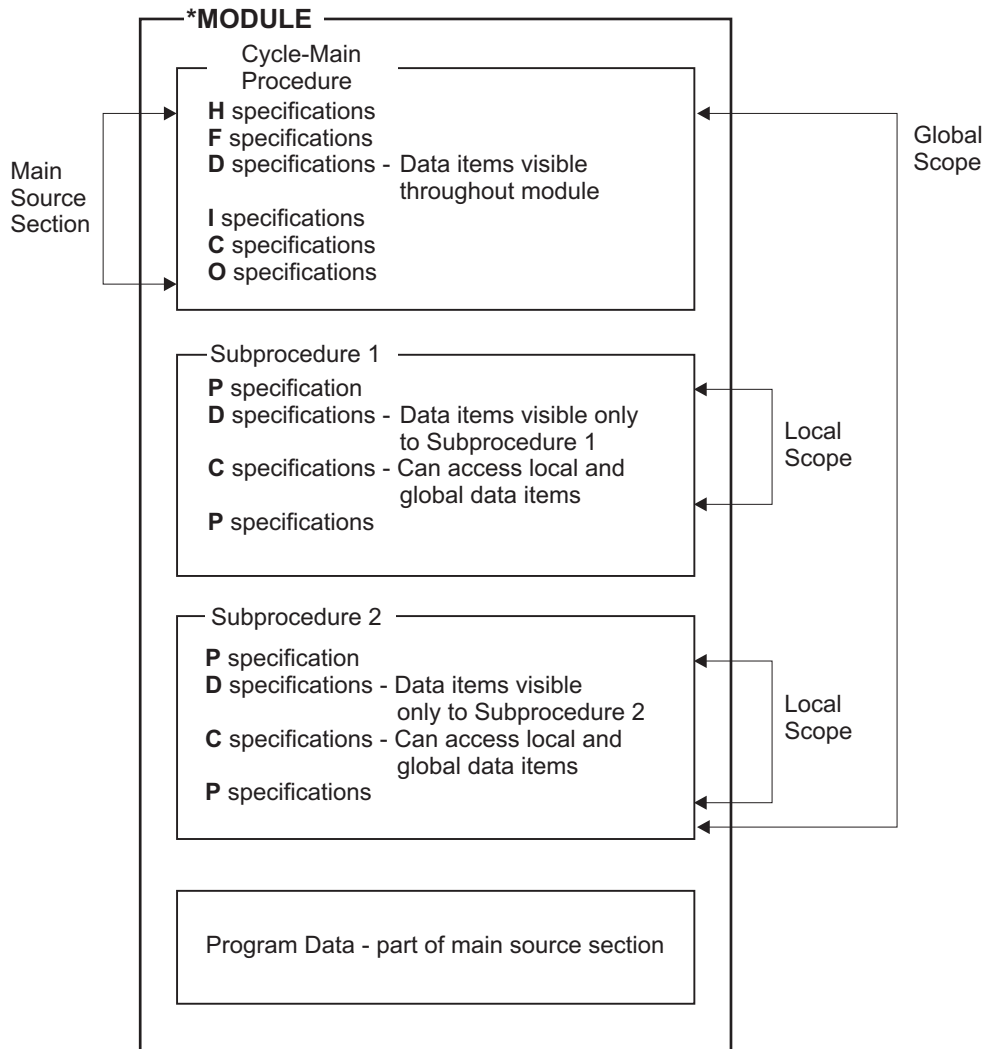 *MODULE
Cycle-Main
Procedure
H specifications
F specifications
D specifications - Data items visible
throughout module
I specifications
C specifications
O specifications
Main
Source
Section
Global
Scope
Subprocedure 1
P specification
D specifications - Data items visible only
to Subprocedure 1
C specifications - Can access local and
global data items
P specifications
Local
Scope
Subprocedure 2
P specification
D specifications - Data items visible
only to Subprocedure 2
C specifications - Can access local and
global data items
P specifications
Local
Scope
Program Data - part of main source section